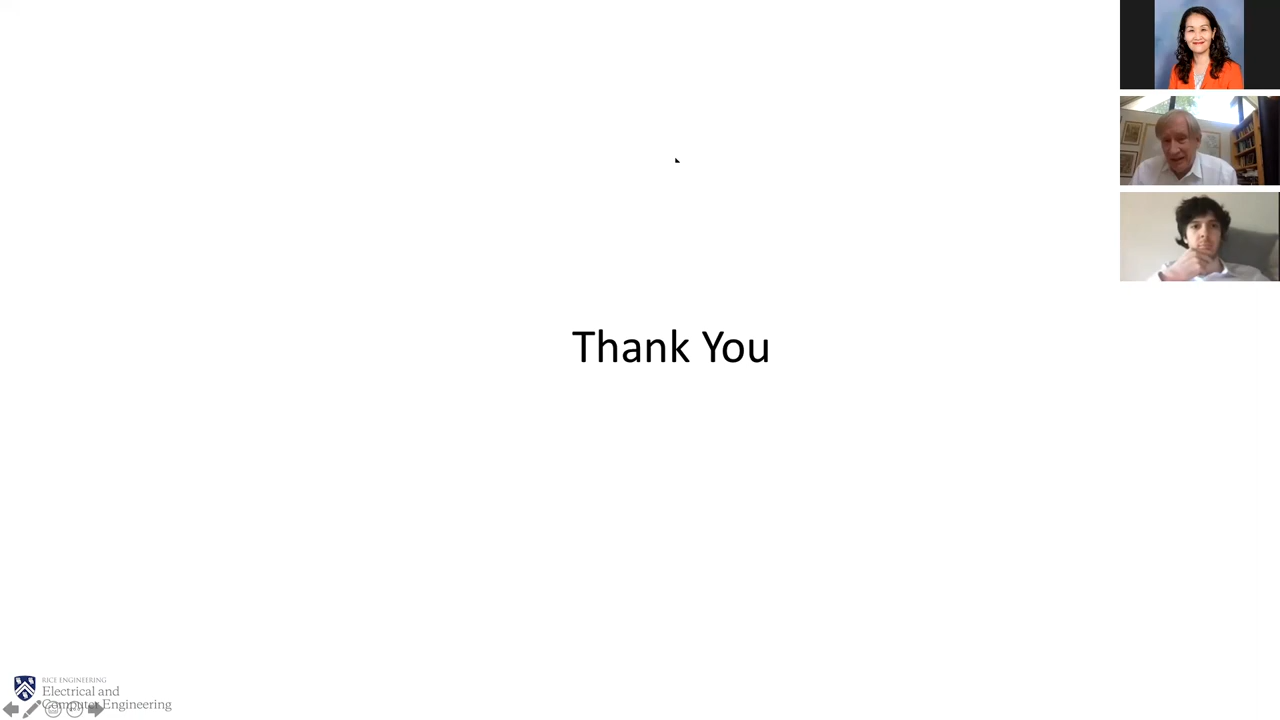 Thank You
RICE ENGINEERING
Electrical and
Computer Engineering